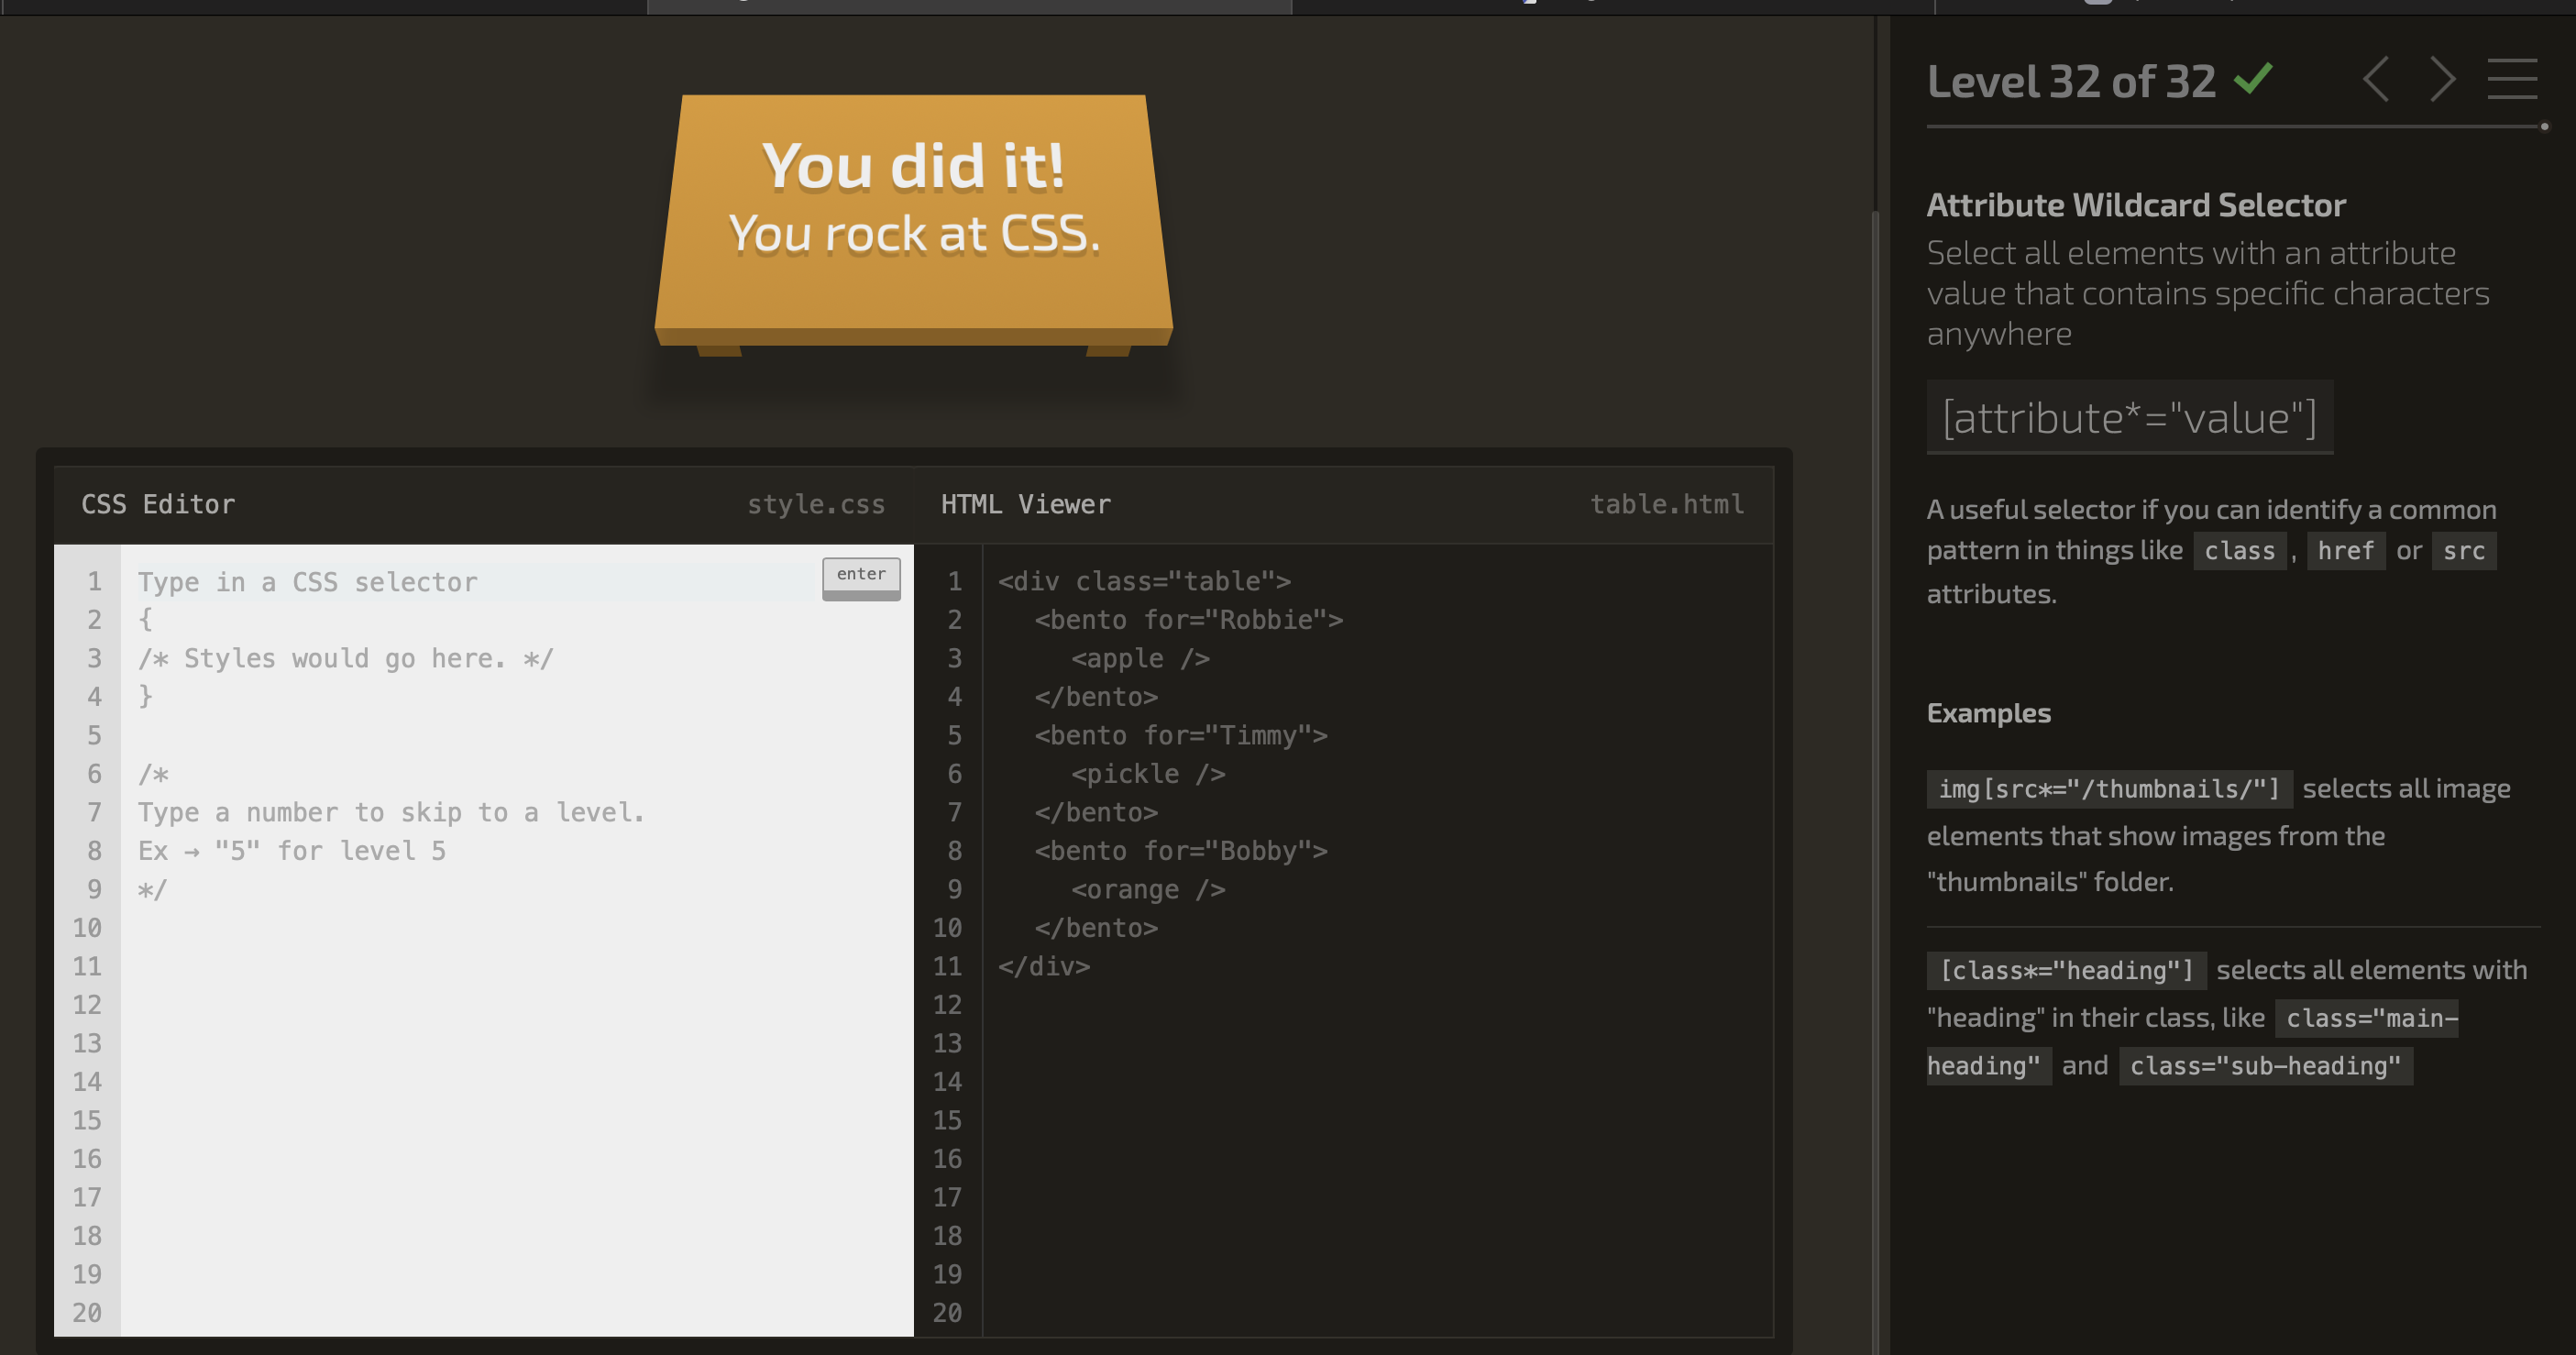 You did it!
You rock at CSS.
CSS Editor style.css
1 Type in a CSS selector enter
2 {
3 /* Styles would go here. */
4 }
5
6 /*
7 Type a number to skip to a level.
8 Ex → "5" for level 5
9 */
10
11
12
13
14
15
16
17
18
19
20
HTML Viewer table.html
1 <div class="table">
2 <bento for="Robbie">
3 <apple />
4 </bento>
5 <bento for="Timmy">
6 <pickle />
7 </bento>
8 <bento for="Bobby">
9 <orange />
10 </bento>
11 </div>
12
13
14
15
16
17
18
19
20
Level 32 of 32
Attribute Wildcard Selector
Select all elements with an attribute
value that contains specific characters
anywhere
[attribute*="value"]
A useful selector if you can identify a common
pattern in things like class , href or src
attributes.
Examples
img[src*="/thumbnails/"] selects all image
elements that show images from the
"thumbnails" folder.
[class*="heading"] selects all elements with
"heading" in their class, like class="main-
heading" and class="sub-heading"